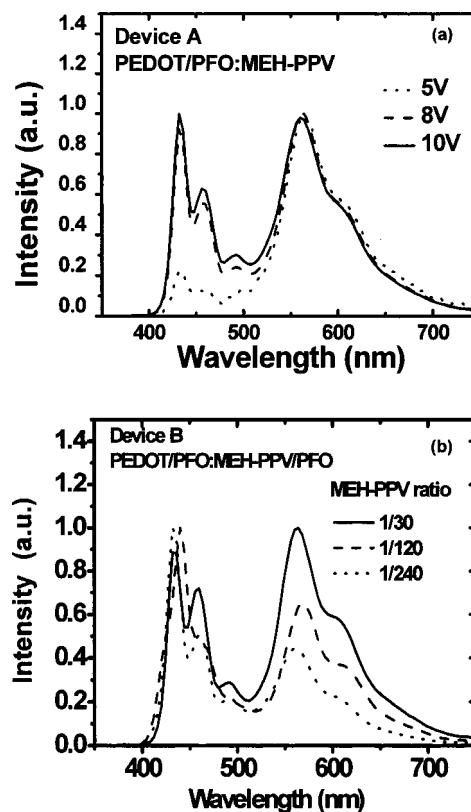 Device A
(a)
PEDOT/PFO:MEH-PPV
5V
8V
10V
Intensity (a.u.)
1.4
1.2
1.0
0.8
0.6
0.4
0.2
0.0
400 500 600 700
Wavelength (nm)
Device B
(b)
PEDOT/PFO:MEH-PPV/PFO
MEH-PPV ratio
1/30
1/120
1/240
Intensity (a.u.)
1.4
1.2
1.0
0.8
0.6
0.4
0.2
0.0
400 500 600 700
Wavelength (nm)